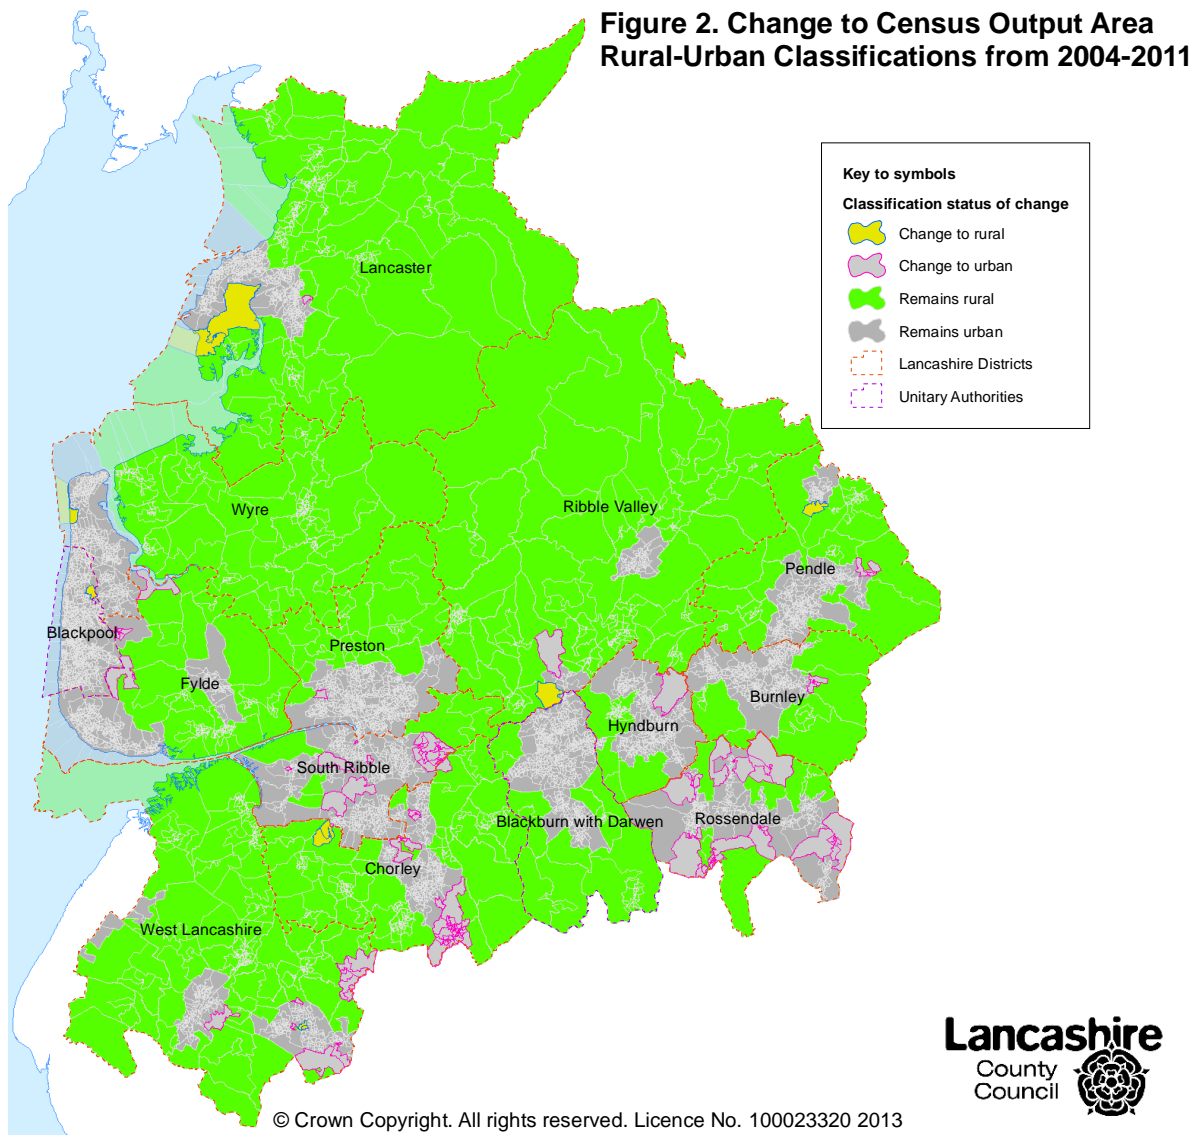 Figure 2. Change to Census Output Area
Rural-Urban Classifications from 2004-2011
Key to symbols
Classification status of change
Change to rural
Change to urban
Remains rural
Remains urban
Lancashire Districts
Unitary Authorities
Lancaster
Wyre
Ribble Valley
Pendle
Blackpool
Preston
Fylde
Burnley
Hyndburn
South Ribble
Blackburn with Darwen
Rossendale
Chorley
West Lancashire
Lancashire
County
Council
© Crown Copyright. All rights reserved. Licence No. 100023320 2013